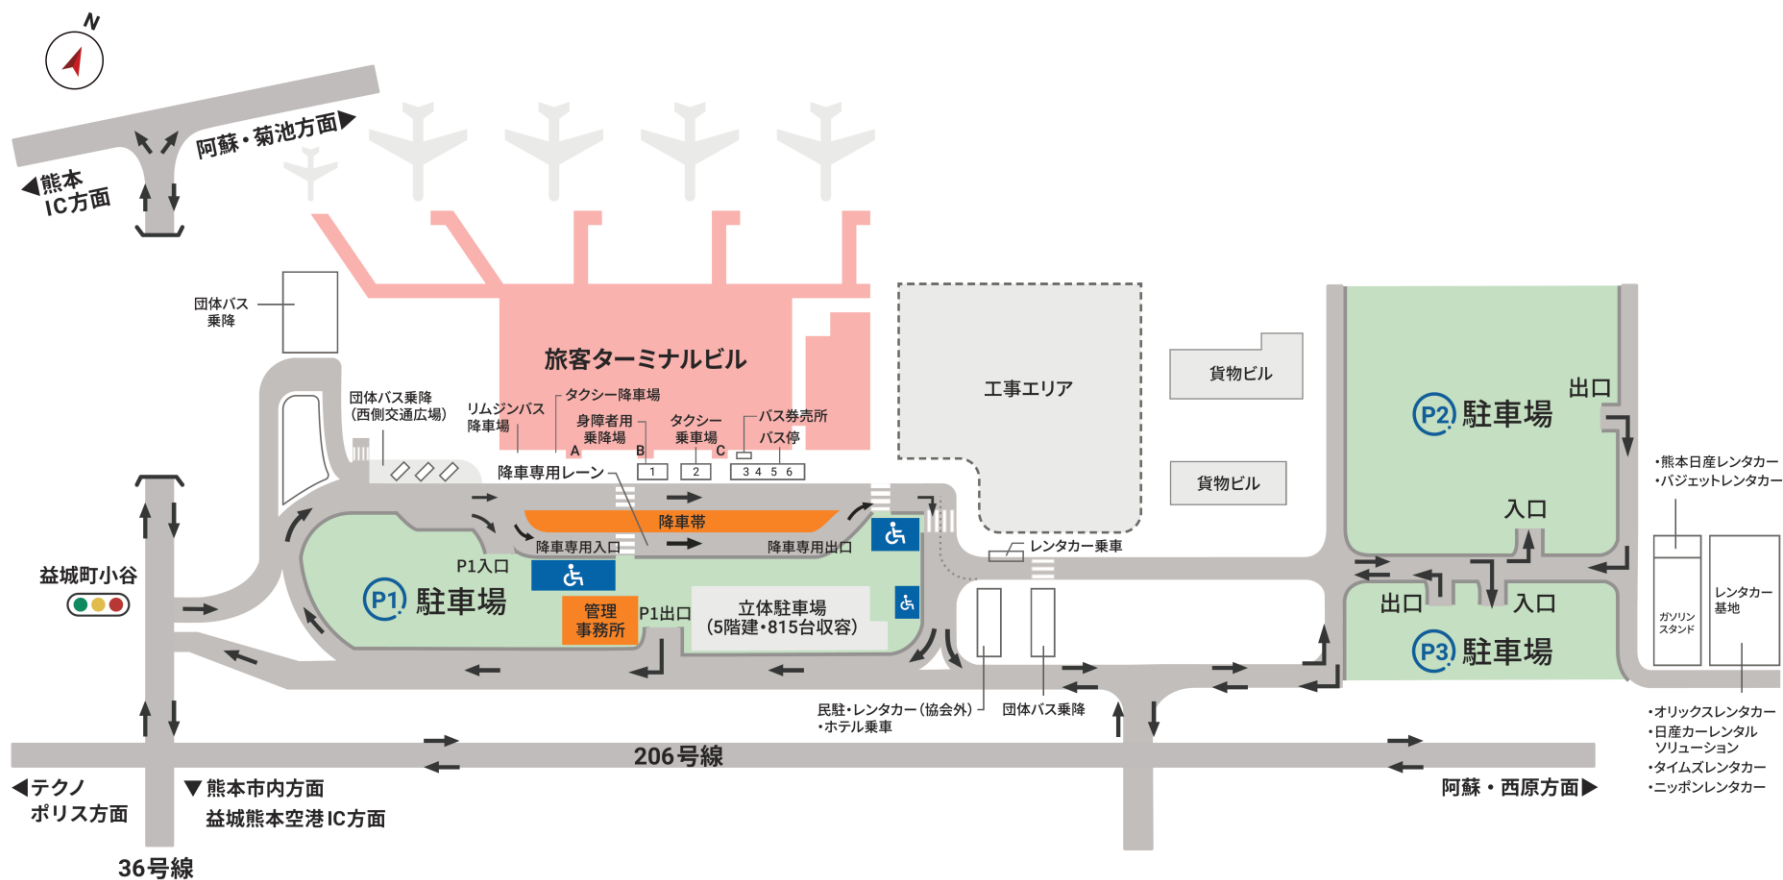 N
阿蘇・菊池方面▶
◀熊本
IC方面
団体バス
乗降
旅客ターミナルビル
工事エリア
貨物ビル
貨物ビル
団体バス乗降
（西側交通広場）
リムジンバス
降車場
タクシー降車場
身障者用
乗降場
タクシー
乗車場
バス券売所
バス停
A
B
C
1
2
3 4 5 6
降車専用レーン
降車帯
降車専用入口
降車専用出口
P1入口
P1 駐車場
管理
事務所
P1出口
立体駐車場
（5階建・815台収容）
レンタカー乗車
民駐・レンタカー（協会外）
・ホテル乗車
団体バス乗降
P2 駐車場
出口
入口
出口
入口
P3 駐車場
・熊本日産レンタカー
・バジェットレンタカー
ガソリン
スタンド
レンタカー
基地
・オリックスレンタカー
・日産カーレンタル
ソリューション
・タイムズレンタカー
・ニッポンレンタカー
益城町小谷
206号線
◀テクノ
ポリス方面
▼熊本市内方面
益城熊本空港IC方面
阿蘇・西原方面▶
36号線